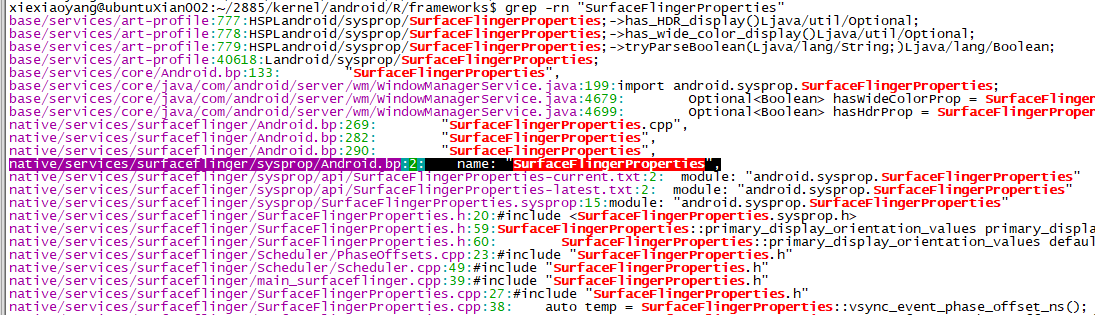 xiexiaoyang@ubuntuXian002:~/2885/kernel/android/R/frameworks$ grep -rn "SurfaceFlingerProperties"
base/services/art-profile:777:HSPLandroid/sysprop/SurfaceFlingerProperties;->has_HDR_display()Ljava/util/Optional;
base/services/art-profile:778:HSPLandroid/sysprop/SurfaceFlingerProperties;->has_wide_color_display()Ljava/util/Optional;
base/services/art-profile:779:HSPLandroid/sysprop/SurfaceFlingerProperties;->tryParseBoolean(Ljava/lang/String;)Ljava/lang/Boolean;
base/services/art-profile:40618:Landroid/sysprop/SurfaceFlingerProperties;
base/services/core/Android.bp:133:        "SurfaceFlingerProperties",
base/services/core/java/com/android/server/wm/WindowManagerService.java:199:import android.sysprop.SurfaceFlingerProperties;
base/services/core/java/com/android/server/wm/WindowManagerService.java:4679:        Optional<Boolean> hasWideColorProp = SurfaceFlinger
base/services/core/java/com/android/server/wm/WindowManagerService.java:4699:        Optional<Boolean> hasHdrProp = SurfaceFlingerProp
native/services/surfaceflinger/Android.bp:269:        "SurfaceFlingerProperties.cpp",
native/services/surfaceflinger/Android.bp:282:        "SurfaceFlingerProperties",
native/services/surfaceflinger/Android.bp:290:        "SurfaceFlingerProperties",
native/services/surfaceflinger/sysprop/Android.bp:2:    name: "SurfaceFlingerProperties",
native/services/surfaceflinger/sysprop/api/SurfaceFlingerProperties-current.txt:2:  module: "android.sysprop.SurfaceFlingerProperties"
native/services/surfaceflinger/sysprop/api/SurfaceFlingerProperties-latest.txt:2:  module: "android.sysprop.SurfaceFlingerProperties"
native/services/surfaceflinger/sysprop/SurfaceFlingerProperties.sysprop:15:module: "android.sysprop.SurfaceFlingerProperties"
native/services/surfaceflinger/SurfaceFlingerProperties.h:20:#include <SurfaceFlingerProperties.sysprop.h>
native/services/surfaceflinger/SurfaceFlingerProperties.h:59:SurfaceFlingerProperties::primary_display_orientation_values primary_displa
native/services/surfaceflinger/SurfaceFlingerProperties.h:60:        SurfaceFlingerProperties::primary_display_orientation_values defaul
native/services/surfaceflinger/Scheduler/PhaseOffsets.cpp:23:#include "SurfaceFlingerProperties.h"
native/services/surfaceflinger/Scheduler/Scheduler.cpp:49:#include "SurfaceFlingerProperties.h"
native/services/surfaceflinger/main_surfaceflinger.cpp:39:#include "SurfaceFlingerProperties.h"
native/services/surfaceflinger/SurfaceFlingerProperties.cpp:27:#include "SurfaceFlingerProperties.h"
native/services/surfaceflinger/SurfaceFlingerProperties.cpp:38:    auto temp = SurfaceFlingerProperties::vsync_event_phase_offset_ns();